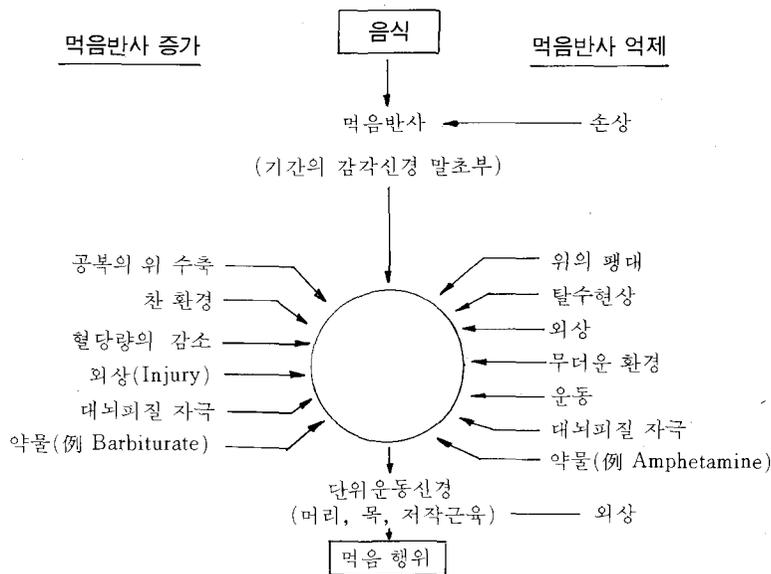 음식
먹음반사 증가
먹음반사 억제
먹음반사
손상
(기간의 감각신경 말초부)
공복의 위 수축
찬 환경
혈당량의 감소
외상(Injury)
대뇌피질 자극
약물(例 Barbiturate)
위의 팽대
탈수현상
외상
무더운 환경
운동
대뇌피질 자극
약물(例 Amphetamine)
단위운동신경
(머리, 목, 저작근육)
외상
먹음 행위